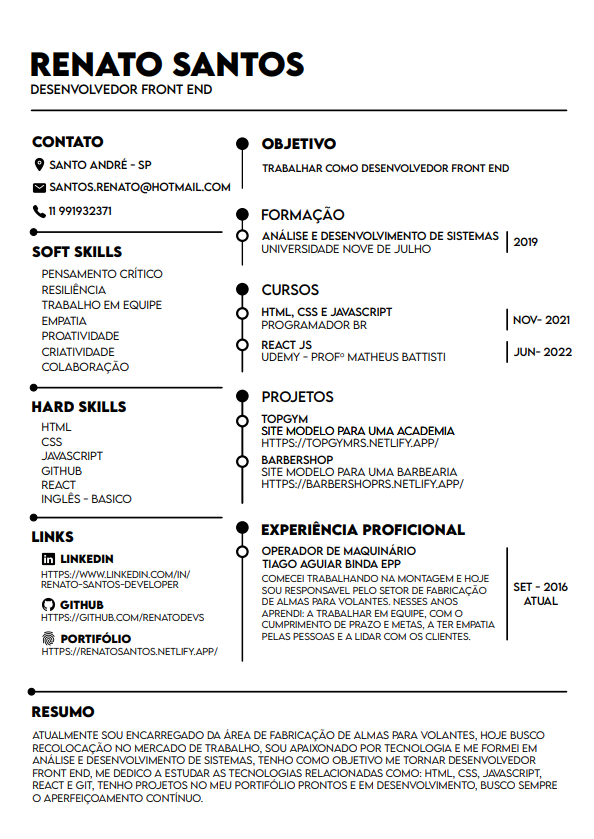 RENATO SANTOS
DESENVOLVEDOR FRONT END
CONTATO
SANTO ANDRÉ - SP
SANTOS.RENATO@HOTMAIL.COM
11 991932371
SOFT SKILLS
PENSAMENTO CRÍTICO
RESILIÊNCIA
TRABALHO EM EQUIPE
EMPATIA
PROATIVIDADE
CRIATIVIDADE
COLABORAÇÃO
HARD SKILLS
HTML
CSS
JAVASCRIPT
GITHUB
REACT
INGLÊS - BASICO
LINKS
LINKEDIN
HTTPS://WWW.LINKEDIN.COM/IN/
RENATO-SANTOS-DEVELOPER
GITHUB
HTTPS://GITHUB.COM/RENATODEVS
PORTIFÓLIO
HTTPS://RENATOSANTOS.NETLIFY.APP/
OBJETIVO
TRABALHAR COMO DESENVOLVEDOR FRONT END
FORMAÇÃO
ANÁLISE E DESENVOLVIMENTO DE SISTEMAS
UNIVERSIDADE NOVE DE JULHO
2019
CURSOS
HTML, CSS E JAVASCRIPT
PROGRAMADOR BR
NOV- 2021
REACT JS
UDEMY - PROFº MATHEUS BATTISTI
JUN- 2022
PROJETOS
TOPGYM
SITE MODELO PARA UMA ACADEMIA
HTTPS://TOPGYMRS.NETLIFY.APP/
BARBERSHOP
SITE MODELO PARA UMA BARBEARIA
HTTPS://BARBERSHOPRS.NETLIFY.APP/
EXPERIÊNCIA PROFICIONAL
OPERADOR DE MAQUINÁRIO
TIAGO AGUIAR BINDA EPP
COMECEI TRABALHANDO NA MONTAGEM E HOJE
SOU RESPONSAVEL PELO SETOR DE FABRICAÇÃO
DE ALMAS PARA VOLANTES. NESSES ANOS
APRENDI: A TRABALHAR EM EQUIPE, COM O
CUMPRIMENTO DE PRAZO E METAS, A TER EMPATIA
PELAS PESSOAS E A LIDAR COM OS CLIENTES.
SET - 2016
ATUAL
RESUMO
ATUALMENTE SOU ENCARREGADO DA ÁREA DE FABRICAÇÃO DE ALMAS PARA VOLANTES, HOJE BUSCO
RECOLOCAÇÃO NO MERCADO DE TRABALHO, SOU APAIXONADO POR TECNOLOGIA E ME FORMEI EM
ANÁLISE E DESENVOLVIMENTO DE SISTEMAS, TENHO COMO OBJETIVO ME TORNAR DESENVOLVEDOR
FRONT END, ME DEDICO A ESTUDAR AS TECNOLOGIAS RELACIONADAS COMO: HTML, CSS, JAVASCRIPT,
REACT E GIT, TENHO PROJETOS NO MEU PORTIFÓLIO PRONTOS E EM DESENVOLVIMENTO, BUSCO SEMPRE
O APERFEIÇOAMENTO CONTÍNUO.